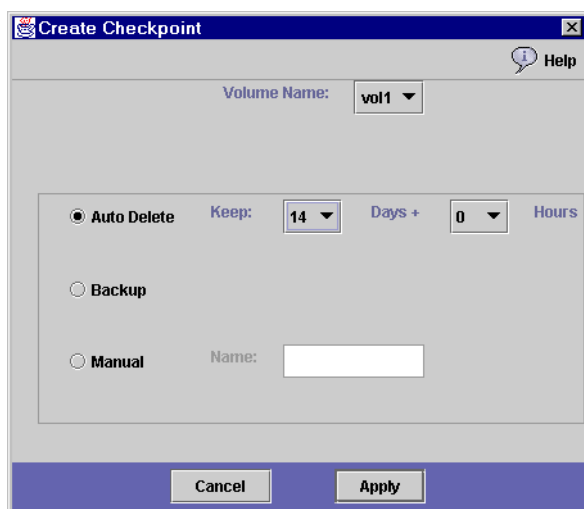 Create Checkpoint
Help
Volume Name: vol1
Auto Delete Keep: 14 Days + 0 Hours
Backup
Manual Name:
Cancel Apply